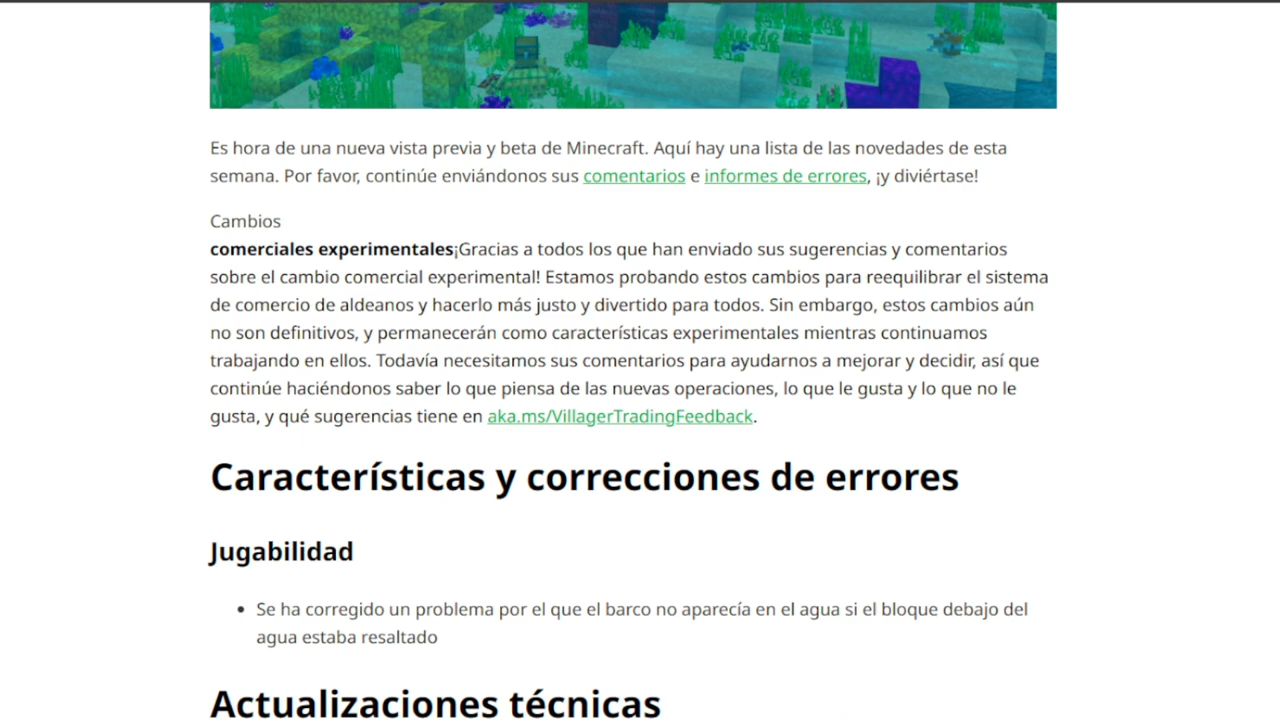 Es hora de una nueva vista previa y beta de Minecraft. Aquí hay una lista de las novedades de esta
semana. Por favor, continúe enviándonos sus comentarios e informes de errores, ¡y diviértase!
Cambios
comerciales experimentales¡Gracias a todos los que han enviado sus sugerencias y comentarios
sobre el cambio comercial experimental! Estamos probando estos cambios para reequilibrar el sistema
de comercio de aldeanos y hacerlo más justo y divertido para todos. Sin embargo, estos cambios aún
no son definitivos, y permanecerán como características experimentales mientras continuamos
trabajando en ellos. Todavía necesitamos sus comentarios para ayudarnos a mejorar y decidir, así que
continúe haciéndonos saber lo que piensa de las nuevas operaciones, lo que le gusta y lo que no le
gusta, y qué sugerencias tiene en aka.ms/VillagerTradingFeedback.
Características y correcciones de errores
Jugabilidad
• Se ha corregido un problema por el que el barco no aparecía en el agua si el bloque debajo del
agua estaba resaltado
Actualizaciones técnicas